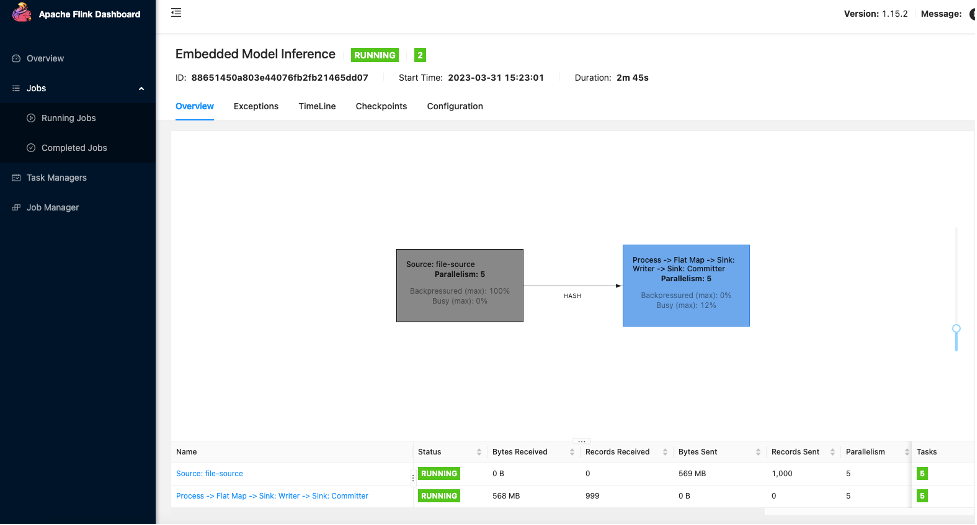 Apache Flink Dashboard
Version: 1.15.2 Message:
Overview
Jobs
Running Jobs
Completed Jobs
Task Managers
Job Manager
Embedded Model Inference RUNNING 2
ID: 88651450a803e44076fb2fb21465dd07 Start Time: 2023-03-31 15:23:01 Duration: 2m 45s
Overview Exceptions TimeLine Checkpoints Configuration
Source: file-source
Parallelism: 5
Backpressured (max): 100%
Busy (max): 0%
HASH
Process -> Flat Map -> Sink:
Writer -> Sink: Committer
Parallelism: 5
Backpressured (max): 0%
Busy (max): 12%
Name Status Bytes Received Records Received Bytes Sent Records Sent Parallelism Tasks
Source: file-source RUNNING 0 B 0 569 MB 1,000 5 5
Process -> Flat Map -> Sink: Writer -> Sink: Committer RUNNING 568 MB 999 0 B 0 5 5